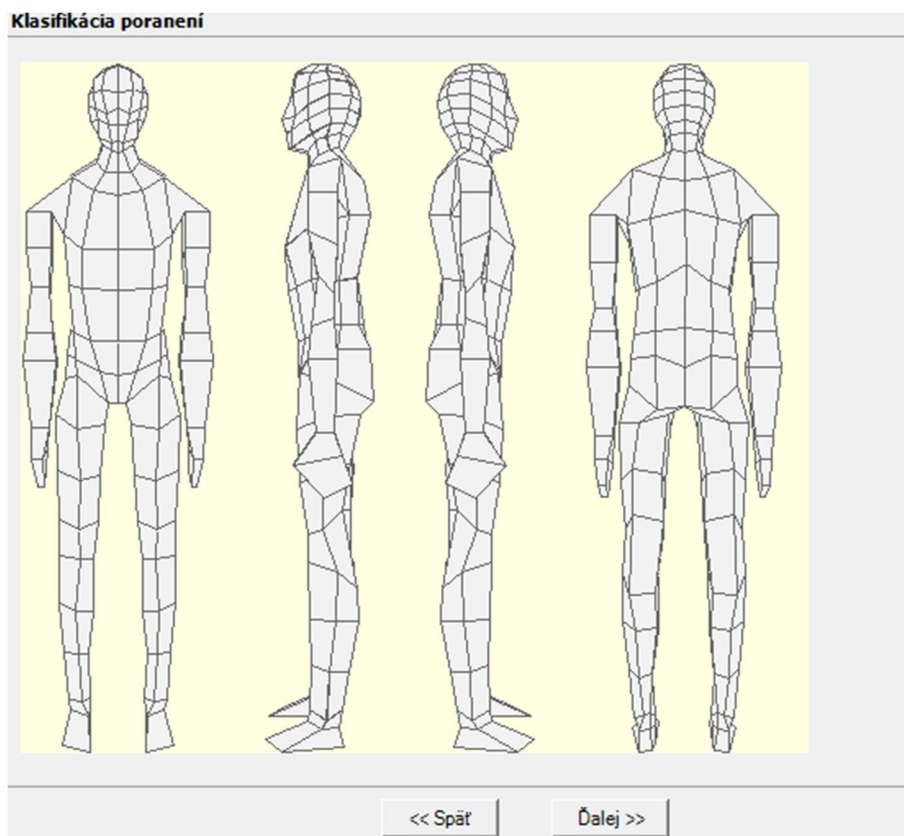 Klasifikácia poranení
<< Späť
Ďalej >>